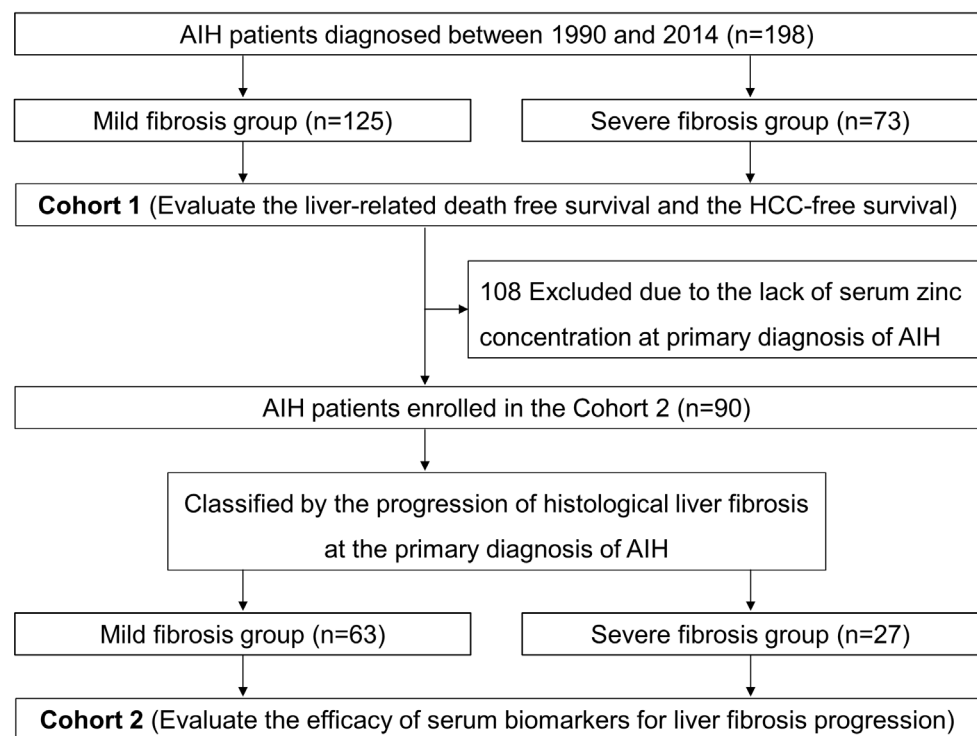 AIH patients diagnosed between 1990 and 2014 (n=198)
Mild fibrosis group (n=125)
Severe fibrosis group (n=73)
Cohort 1 (Evaluate the liver-related death free survival and the HCC-free survival)
108 Excluded due to the lack of serum zinc
concentration at primary diagnosis of AIH
AIH patients enrolled in the Cohort 2 (n=90)
Classified by the progression of histological liver fibrosis
at the primary diagnosis of AIH
Mild fibrosis group (n=63)
Severe fibrosis group (n=27)
Cohort 2 (Evaluate the efficacy of serum biomarkers for liver fibrosis progression)